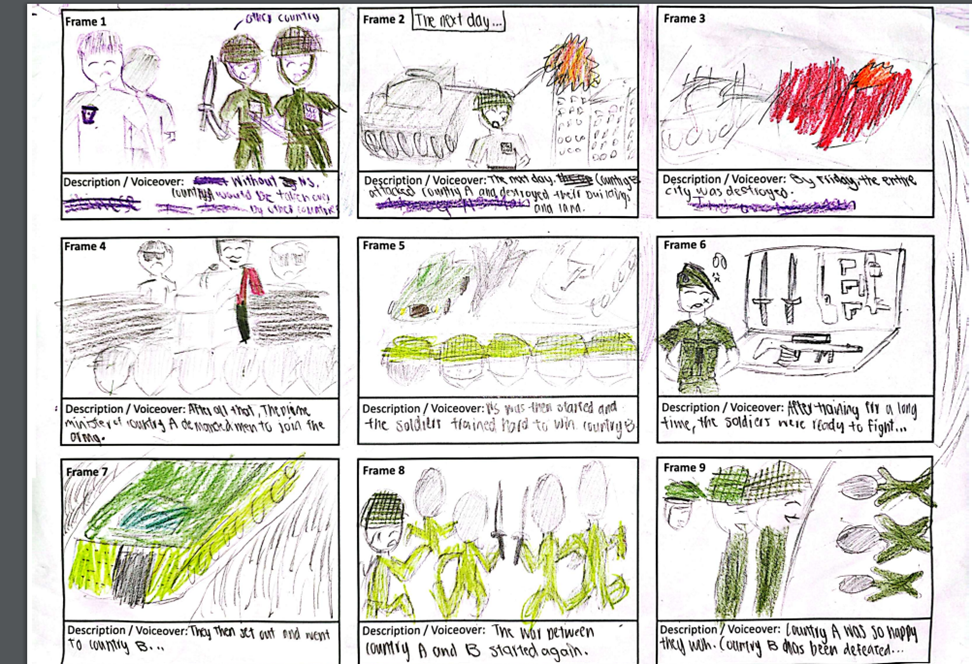 Frame 1
other country
Description / Voiceover: Without NS,
country A would be taken over
by other countries
Frame 2
The next day...
Description / Voiceover: The next day, Country B
attacked country A and destroyed their buildings
and land.
Frame 3
Description / Voiceover: By Friday, the entire
city was destroyed.
Frame 4
Description / Voiceover: After all that, The prime
minister of country A demanded men to join the
army.
Frame 5
Description / Voiceover: NS was then started and
the soldiers trained hard to win country B.
Frame 6
Description / Voiceover: After training for a long
time, the soldiers were ready to fight...
Frame 7
Description / Voiceover: They then set out and went
to country B...
Frame 8
Description / Voiceover: The war between
country A and B started again.
Frame 9
Description / Voiceover: Country A was so happy
they won. Country B has been defeated...